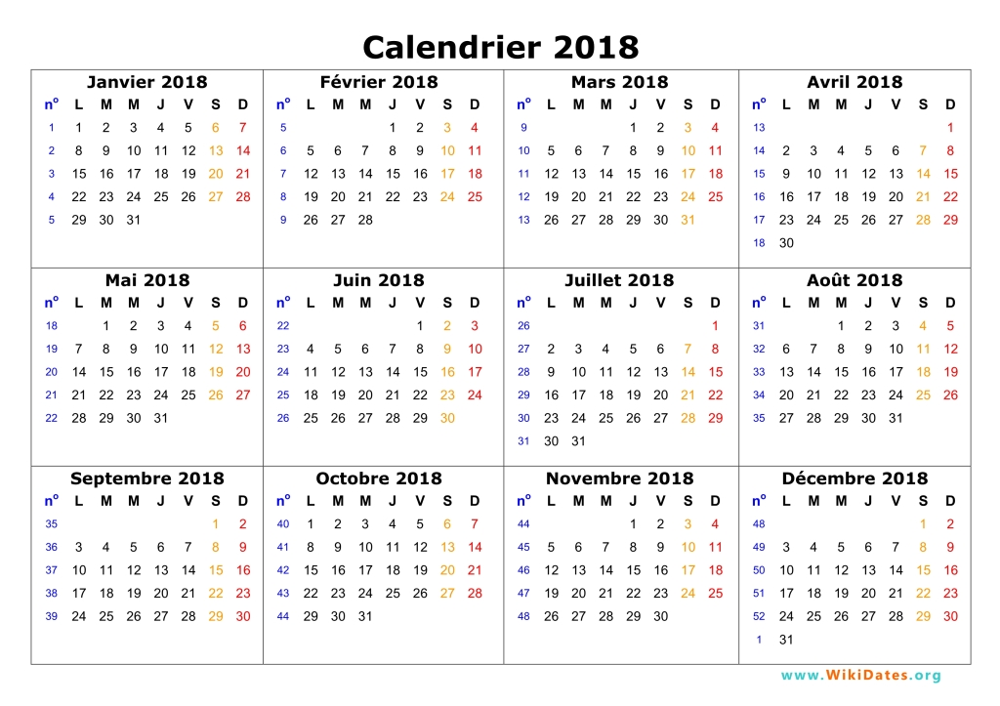 Calendrier 2018
Janvier 2018
nº L M M J V S D
1 1 2 3 4 5 6 7
2 8 9 10 11 12 13 14
3 15 16 17 18 19 20 21
4 22 23 24 25 26 27 28
5 29 30 31
Février 2018
nº L M M J V S D
5 1 2 3 4
6 5 6 7 8 9 10 11
7 12 13 14 15 16 17 18
8 19 20 21 22 23 24 25
9 26 27 28
Mars 2018
nº L M M J V S D
9 1 2 3 4
10 5 6 7 8 9 10 11
11 12 13 14 15 16 17 18
12 19 20 21 22 23 24 25
13 26 27 28 29 30 31
Avril 2018
nº L M M J V S D
13 1
14 2 3 4 5 6 7 8
15 9 10 11 12 13 14 15
16 16 17 18 19 20 21 22
17 23 24 25 26 27 28 29
18 30
Mai 2018
nº L M M J V S D
18 1 2 3 4 5 6
19 7 8 9 10 11 12 13
20 14 15 16 17 18 19 20
21 21 22 23 24 25 26 27
22 28 29 30 31
Juin 2018
nº L M M J V S D
22 1 2 3
23 4 5 6 7 8 9 10
24 11 12 13 14 15 16 17
25 18 19 20 21 22 23 24
26 25 26 27 28 29 30
Juillet 2018
nº L M M J V S D
26 1
27 2 3 4 5 6 7 8
28 9 10 11 12 13 14 15
29 16 17 18 19 20 21 22
30 23 24 25 26 27 28 29
31 30 31
Août 2018
nº L M M J V S D
31 1 2 3 4 5
32 6 7 8 9 10 11 12
33 13 14 15 16 17 18 19
34 20 21 22 23 24 25 26
35 27 28 29 30 31
Septembre 2018
nº L M M J V S D
35 1 2
36 3 4 5 6 7 8 9
37 10 11 12 13 14 15 16
38 17 18 19 20 21 22 23
39 24 25 26 27 28 29 30
Octobre 2018
nº L M M J V S D
40 1 2 3 4 5 6 7
41 8 9 10 11 12 13 14
42 15 16 17 18 19 20 21
43 22 23 24 25 26 27 28
44 29 30 31
Novembre 2018
nº L M M J V S D
44 1 2 3 4
45 5 6 7 8 9 10 11
46 12 13 14 15 16 17 18
47 19 20 21 22 23 24 25
48 26 27 28 29 30
Décembre 2018
nº L M M J V S D
48 1 2
49 3 4 5 6 7 8 9
50 10 11 12 13 14 15 16
51 17 18 19 20 21 22 23
52 24 25 26 27 28 29 30
1 31
www.WikiDates.org